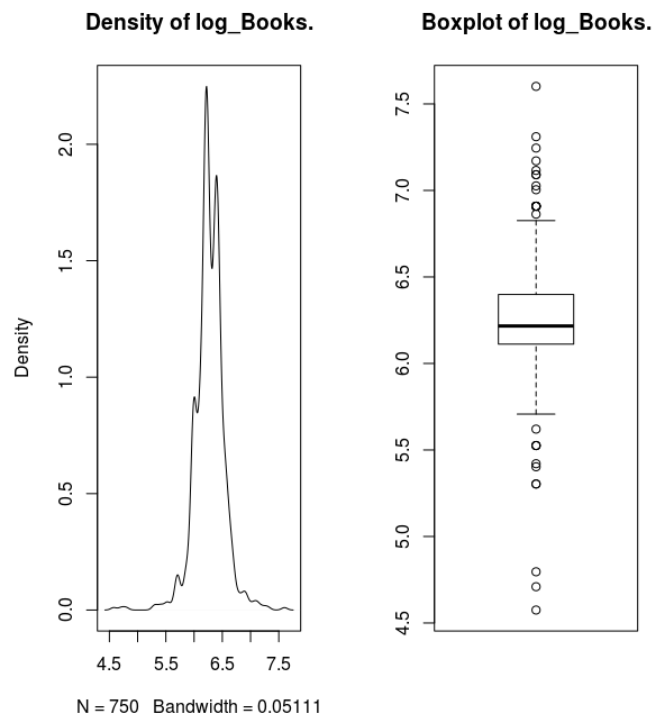 Density of log_Books.
Density
0.0 0.5 1.0 1.5 2.0
4.5 5.5 6.5 7.5
N = 750 Bandwidth = 0.05111
Boxplot of log_Books.
4.5 5.0 5.5 6.0 6.5 7.0 7.5